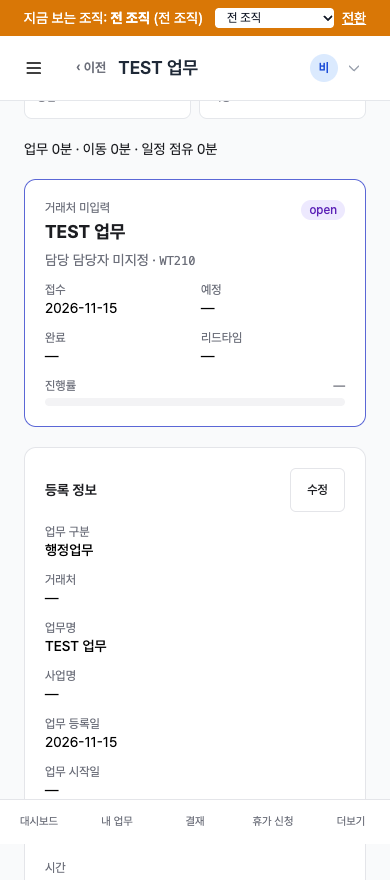 지금 보는 조직: 전 조직 (전 조직) 전 조직 전환
‹ 이전 TEST 업무 비
업무 0분 · 이동 0분 · 일정 점유 0분
거래처 미입력 open
TEST 업무
담당 담당자 미지정 · WT210
접수 예정
2026-11-15 —
완료 리드타임
— —
진행률 —
등록 정보 수정
업무 구분
행정업무
거래처
—
업무명
TEST 업무
사업명
—
업무 등록일
2026-11-15
업무 시작일
—
대시보드 내 업무 결재 휴가 신청 더보기
시간